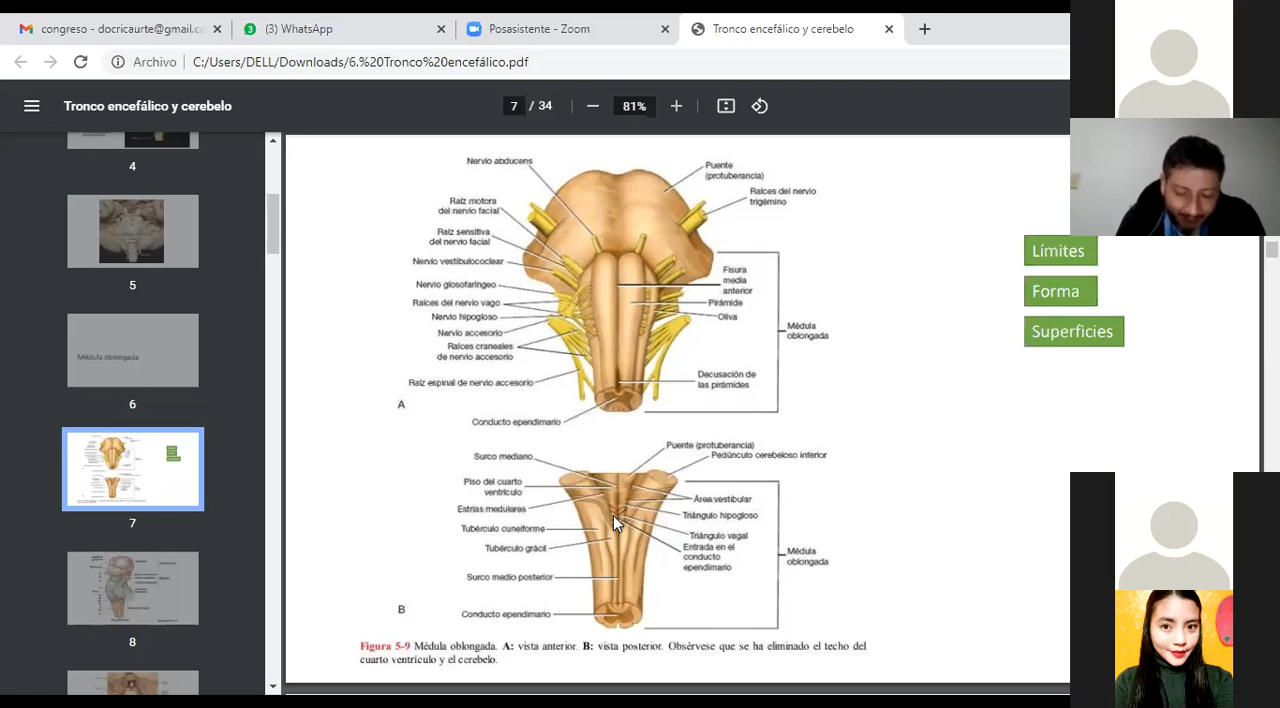 congreso - docricaurte@gmail.cc
3 (3) WhatsApp
Posasistente - Zoom
Tronco encefálico y cerebelo
Archivo
C:/Users/DELL/Downloads/6.%20Tronco%20encefálico.pdf
Tronco encefálico y cerebelo
7 / 34
81%
4
5
Médula oblongada
6
7
8
Nervio abducens
Raíz motora
del nervio facial
Raíz sensitiva
del nervio facial
Nervio vestibulococlear
Nervio glosofaríngeo
Raíces del nervio vago
Nervio hipogloso
Nervio accesorio
Raíces craneales
de nervio accesorio
Raíz espinal de nervio accesorio
A
Conducto ependimario
Puente
(protuberancia)
Raíces del nervio
trigémino
Fisura
media
anterior
Pirámide
Oliva
Médula
oblongada
Decusación de
las pirámides
Surco mediano
Piso del cuarto
ventrículo
Estrías medulares
Tubérculo cuneiforme
Tubérculo grácil
Surco medio posterior
B
Conducto ependimario
Puente (protuberancia)
Pedúnculo cerebeloso inferior
Área vestibular
Triángulo hipogloso
Triángulo vagal
Entrada en el
conducto
ependimario
Médula
oblongada
Figura 5-9 Médula oblongada. A: vista anterior. B: vista posterior. Obsérvese que se ha eliminado el techo del
cuarto ventrículo y el cerebelo.
Límites
Forma
Superficies